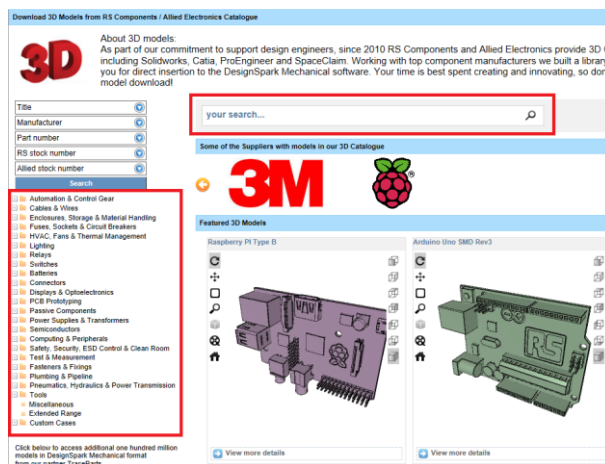 Download 3D Models from RS Components / Allied Electronics Catalogue
3D
About 3D models:
As part of our commitment to support design engineers, since 2010 RS Components and Allied Electronics provide 3D
including Solidworks, Catia, ProEngineer and SpaceClaim. Working with top component manufacturers we built a library
you for direct insertion to the DesignSpark Mechanical software. Your time is best spent creating and innovating, so
model download!
Title
Manufacturer
Part number
RS stock number
Allied stock number
Search
Automation & Control Gear
Cables & Wires
Enclosures, Storage & Material Handling
Fuses, Sockets & Circuit Breakers
HVAC, Fans & Thermal Management
Lighting
Relays
Switches
Batteries
Connectors
Displays & Optoelectronics
PCB Prototyping
Passive Components
Power Supplies & Transformers
Semiconductors
Computing & Peripherals
Safety, Security, ESD Control & Clean Room
Test & Measurement
Fasteners & Fixings
Plumbing & Pipeline
Pneumatics, Hydraulics & Power Transmission
Tools
Miscellaneous
Extended Range
Custom Cases
Click below to access additional one hundred million
models in DesignSpark Mechanical format
from our partner TraceParts
your search...
Some of the Suppliers with models in our 3D Catalogue
3M
Featured 3D Models
Raspberry PI Type B
RS
View more details
Arduino Uno SMD Rev3
View more details